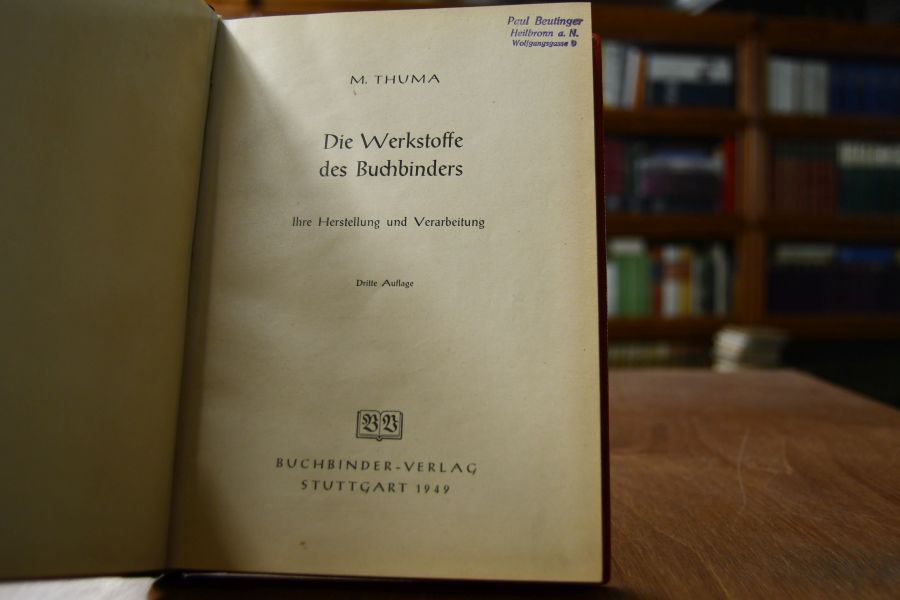 Paul Beutinger
Heilbronn a. N.
Wolfgangsgasse 9
M. THUMA
Die Werkstoffe
des Buchbinders
Ihre Herstellung und Verarbeitung
Dritte Auflage
BV
BUCHBINDER-VERLAG
STUTTGART 1949